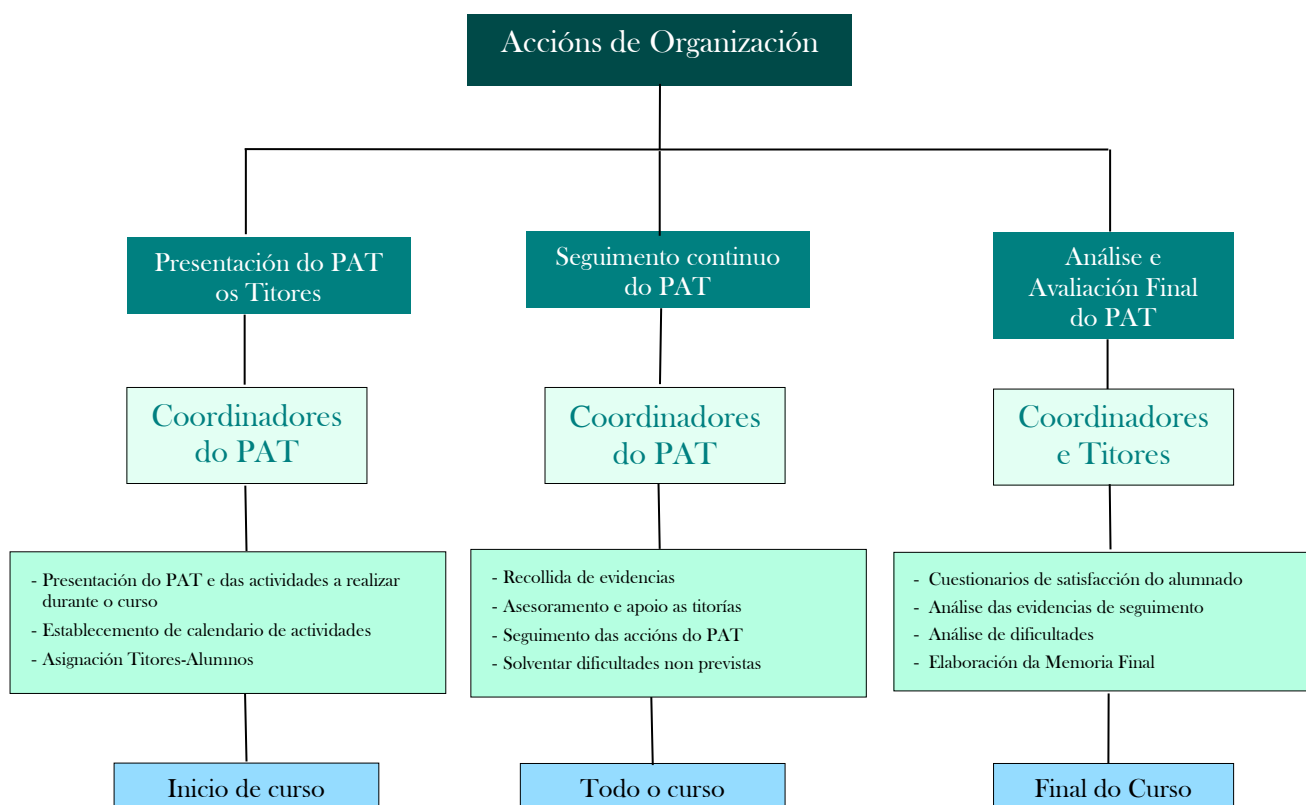 Accións de Organización
Presentación do PAT
os Titores
Seguimento continuo
do PAT
Análise e
Avaliación Final
do PAT
Coordinadores
do PAT
Coordinadores
do PAT
Coordinadores
e Titores
- Presentación do PAT e das actividades a realizar
durante o curso
- Establecemento de calendario de actividades
- Asignación Titores-Alumnos
- Recollida de evidencias
- Asesoramento e apoio as titorías
- Seguimento das accións do PAT
- Solventar dificultades non previstas
- Cuestionarios de satisfacción do alumnado
- Análise das evidencias de seguimento
- Análise de dificultades
- Elaboración da Memoria Final
Inicio de curso
Todo o curso
Final do Curso